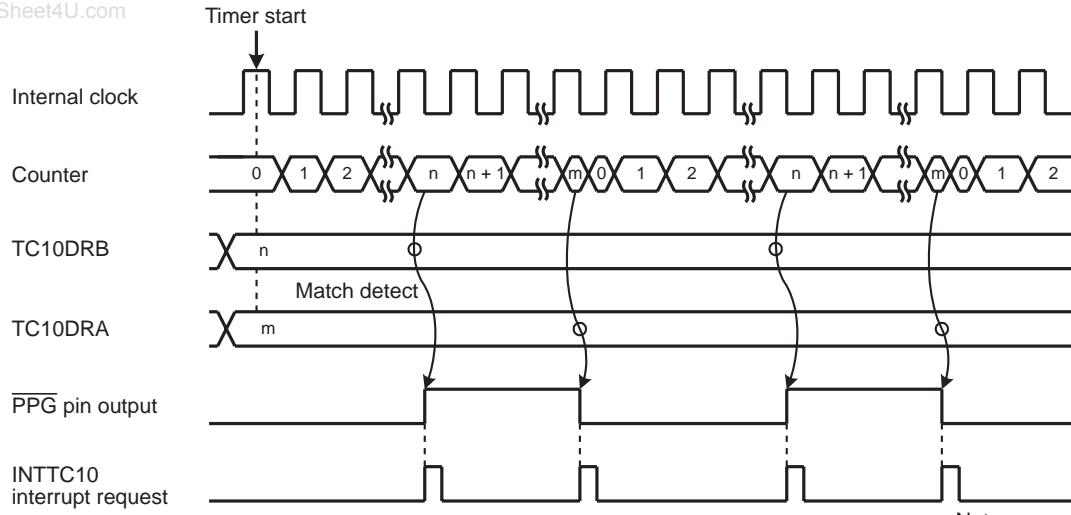 Sheet4U.com
Timer start
Internal clock
Counter
0 1 2 n n + 1 m 0 1 2 n n + 1 m 0 1 2
TC10DRB
n
Match detect
TC10DRA
m
PPG pin output
INTTC10
interrupt request